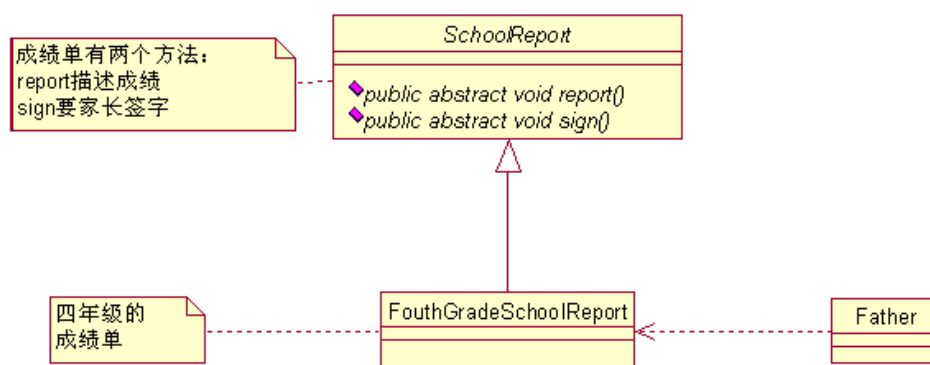 SchoolReport
成绩单有两个方法：
report描述成绩
sign要家长签字
public abstract void report()
public abstract void sign()
四年级的
成绩单
FouthGradeSchoolReport
Father